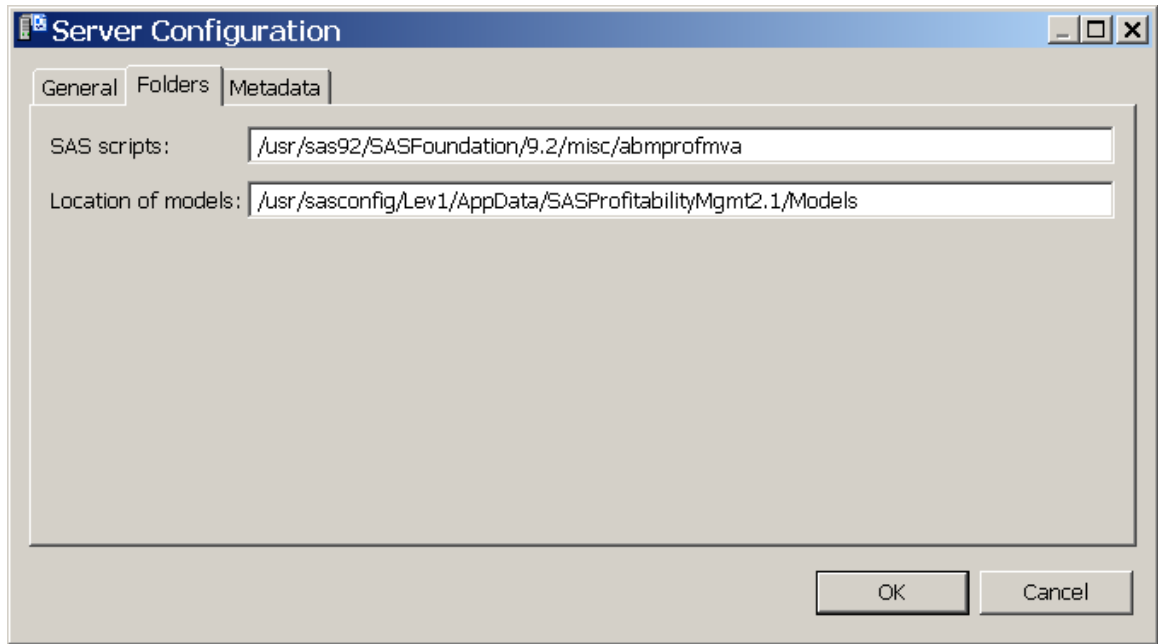 Server Configuration
General Folders Metadata
SAS scripts: /usr/sas92/SASFoundation/9.2/misc/abmprofmva
Location of models: /usr/sasconfig/Lev1/AppData/SASProfitabilityMgmt2.1/Models
OK Cancel